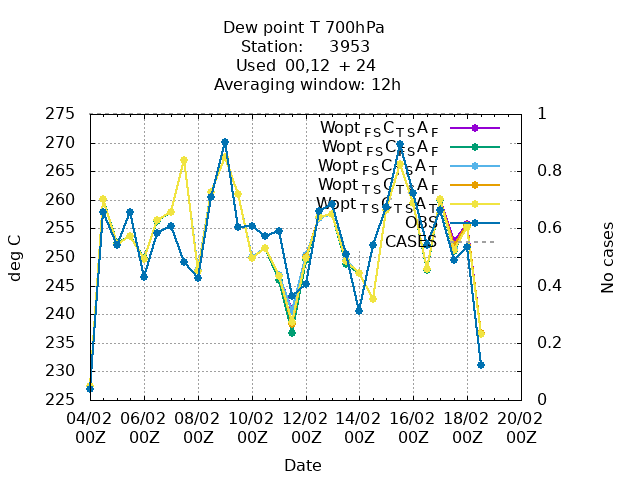 Dew point T 700hPa
Station: 3953
Used 00,12 + 24
Averaging window: 12h
275 1
270
265 0.8
260
255 0.6
250
245 0.4
240
235 0.2
230
225 0
Wopt FS C T S A F
Wopt FS C S A F
Wopt FS C S A T
Wopt TS C S A F
Wopt TS C S A T
OBS
CASES
deg C
No cases
04/02 06/02 08/02 10/02 12/02 14/02 16/02 18/02 20/02
00Z 00Z 00Z 00Z 00Z 00Z 00Z 00Z 00Z
Date